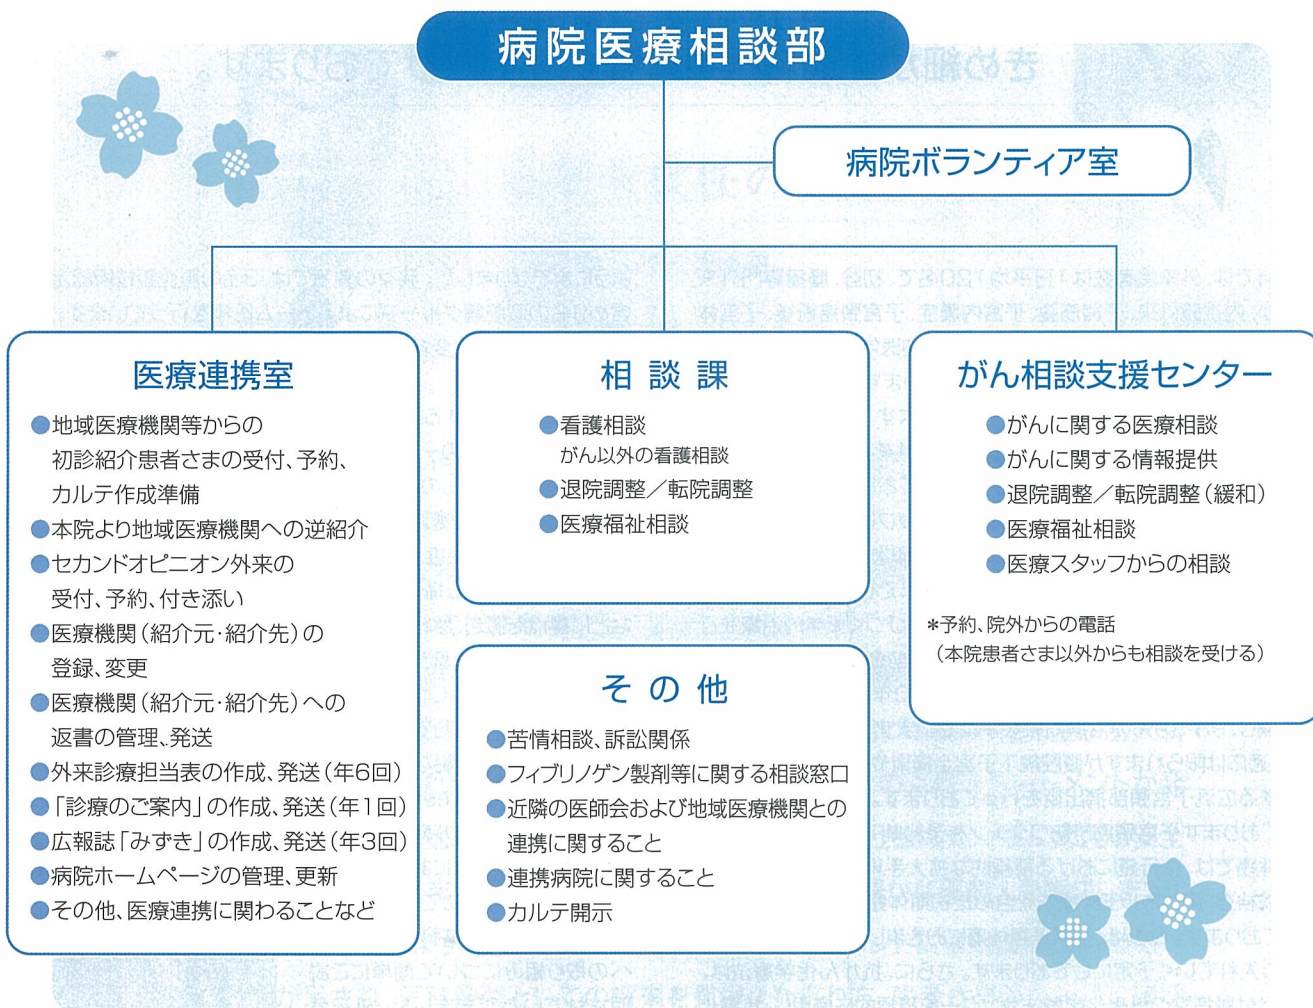 病院医療相談部
病院ボランティア室
医療連携室
●地域医療機関等からの
初診紹介患者さまの受付、予約、
カルテ作成準備
●本院より地域医療機関への逆紹介
●セカンドオピニオン外来の
受付、予約、付き添い
●医療機関(紹介元・紹介先)の
登録、変更
●医療機関(紹介元・紹介先)への
返書の管理、発送
●外来診療担当表の作成、発送(年6回)
●「診療のご案内」の作成、発送(年1回)
●広報誌「みずき」の作成、発送(年3回)
●病院ホームページの管理、更新
●その他、医療連携に関わることなど
相談課
●看護相談
がん以外の看護相談
●退院調整/転院調整
●医療福祉相談
その他
●苦情相談、訴訟関係
●フィブリノゲン製剤等に関する相談窓口
●近隣の医師会および地域医療機関との
連携に関すること
●連携病院に関すること
●カルテ開示
がん相談支援センター
●がんに関する医療相談
●がんに関する情報提供
●退院調整/転院調整(緩和)
●医療福祉相談
●医療スタッフからの相談
*予約、院外からの電話
(本院患者さま以外からも相談を受ける)